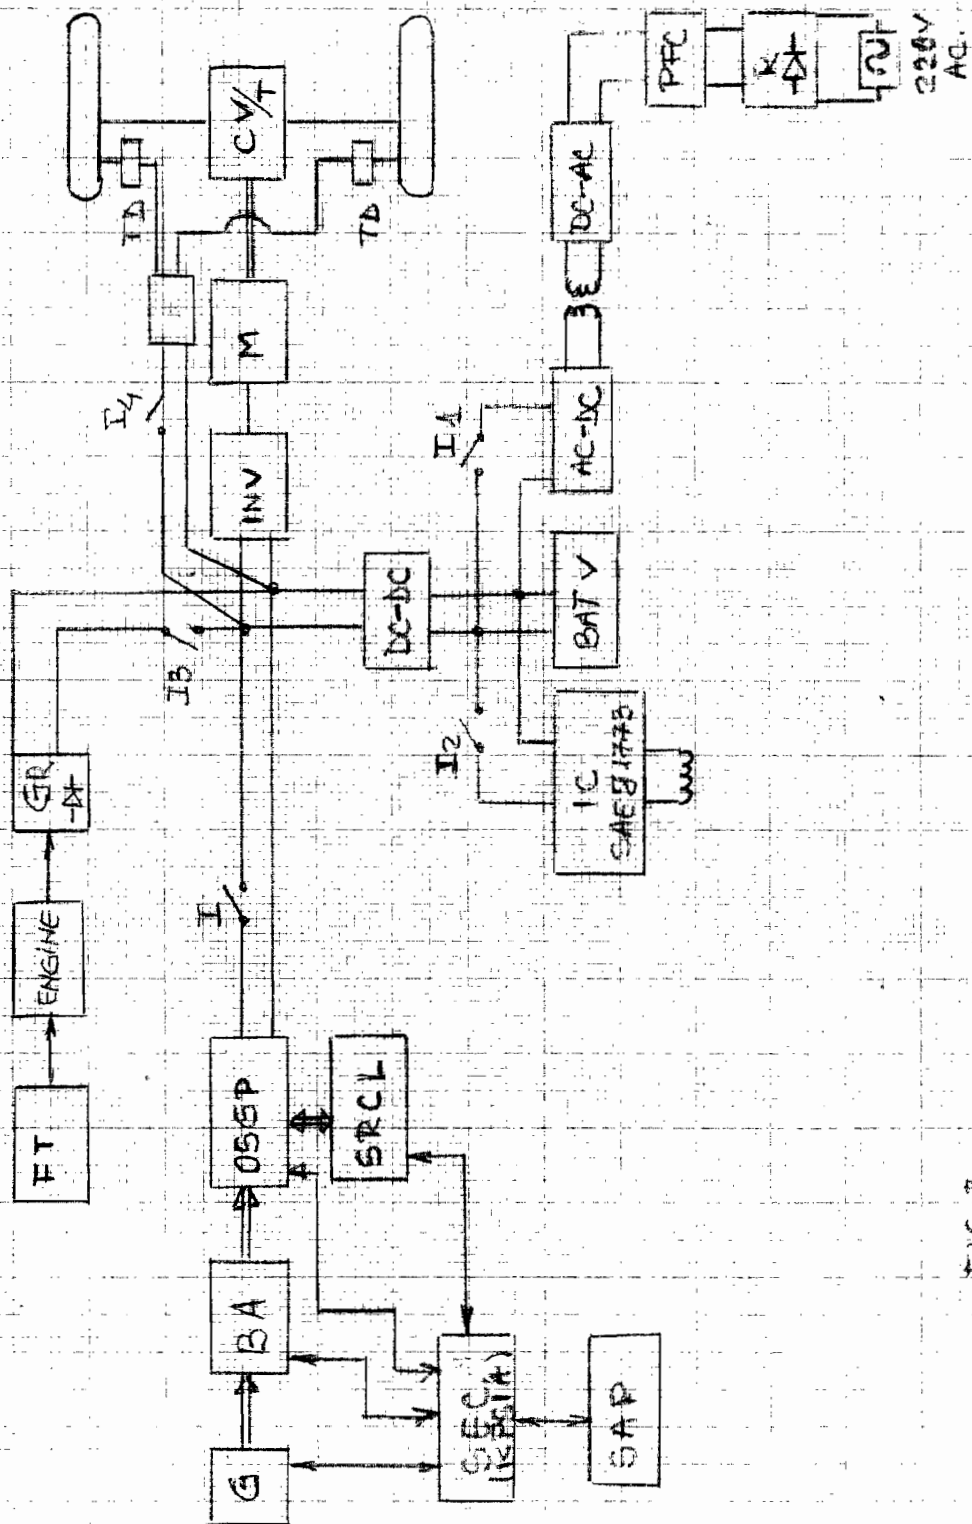 FT
ENGINE
GR
I3
I4
TD
TD
CV/T
M
INV
I
G
BA
OSGP
SRCL
SAP
DC-DC
I1
I2
IC
SAEJ1773
BAT V
AC-DC
DC-AC
PFC
220V
AC.